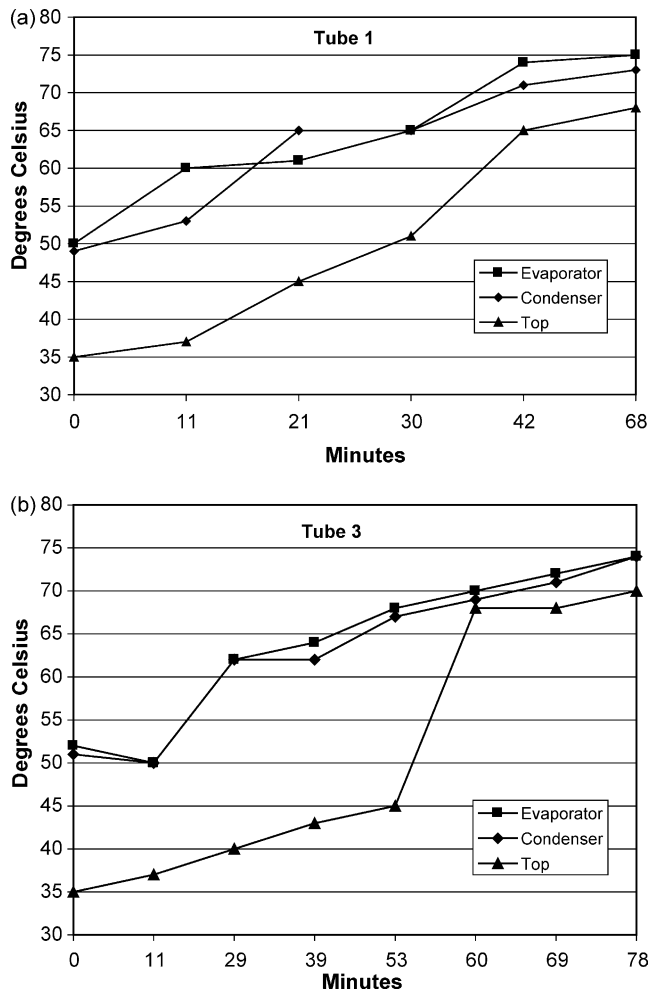 (a)
Tube 1
Degrees Celsius
80
75
70
65
60
55
50
45
40
35
30
Evaporator
Condenser
Top
0 11 21 30 42 68
Minutes
(b)
Tube 3
Degrees Celsius
80
75
70
65
60
55
50
45
40
35
30
Evaporator
Condenser
Top
0 11 29 39 53 60 69 78
Minutes